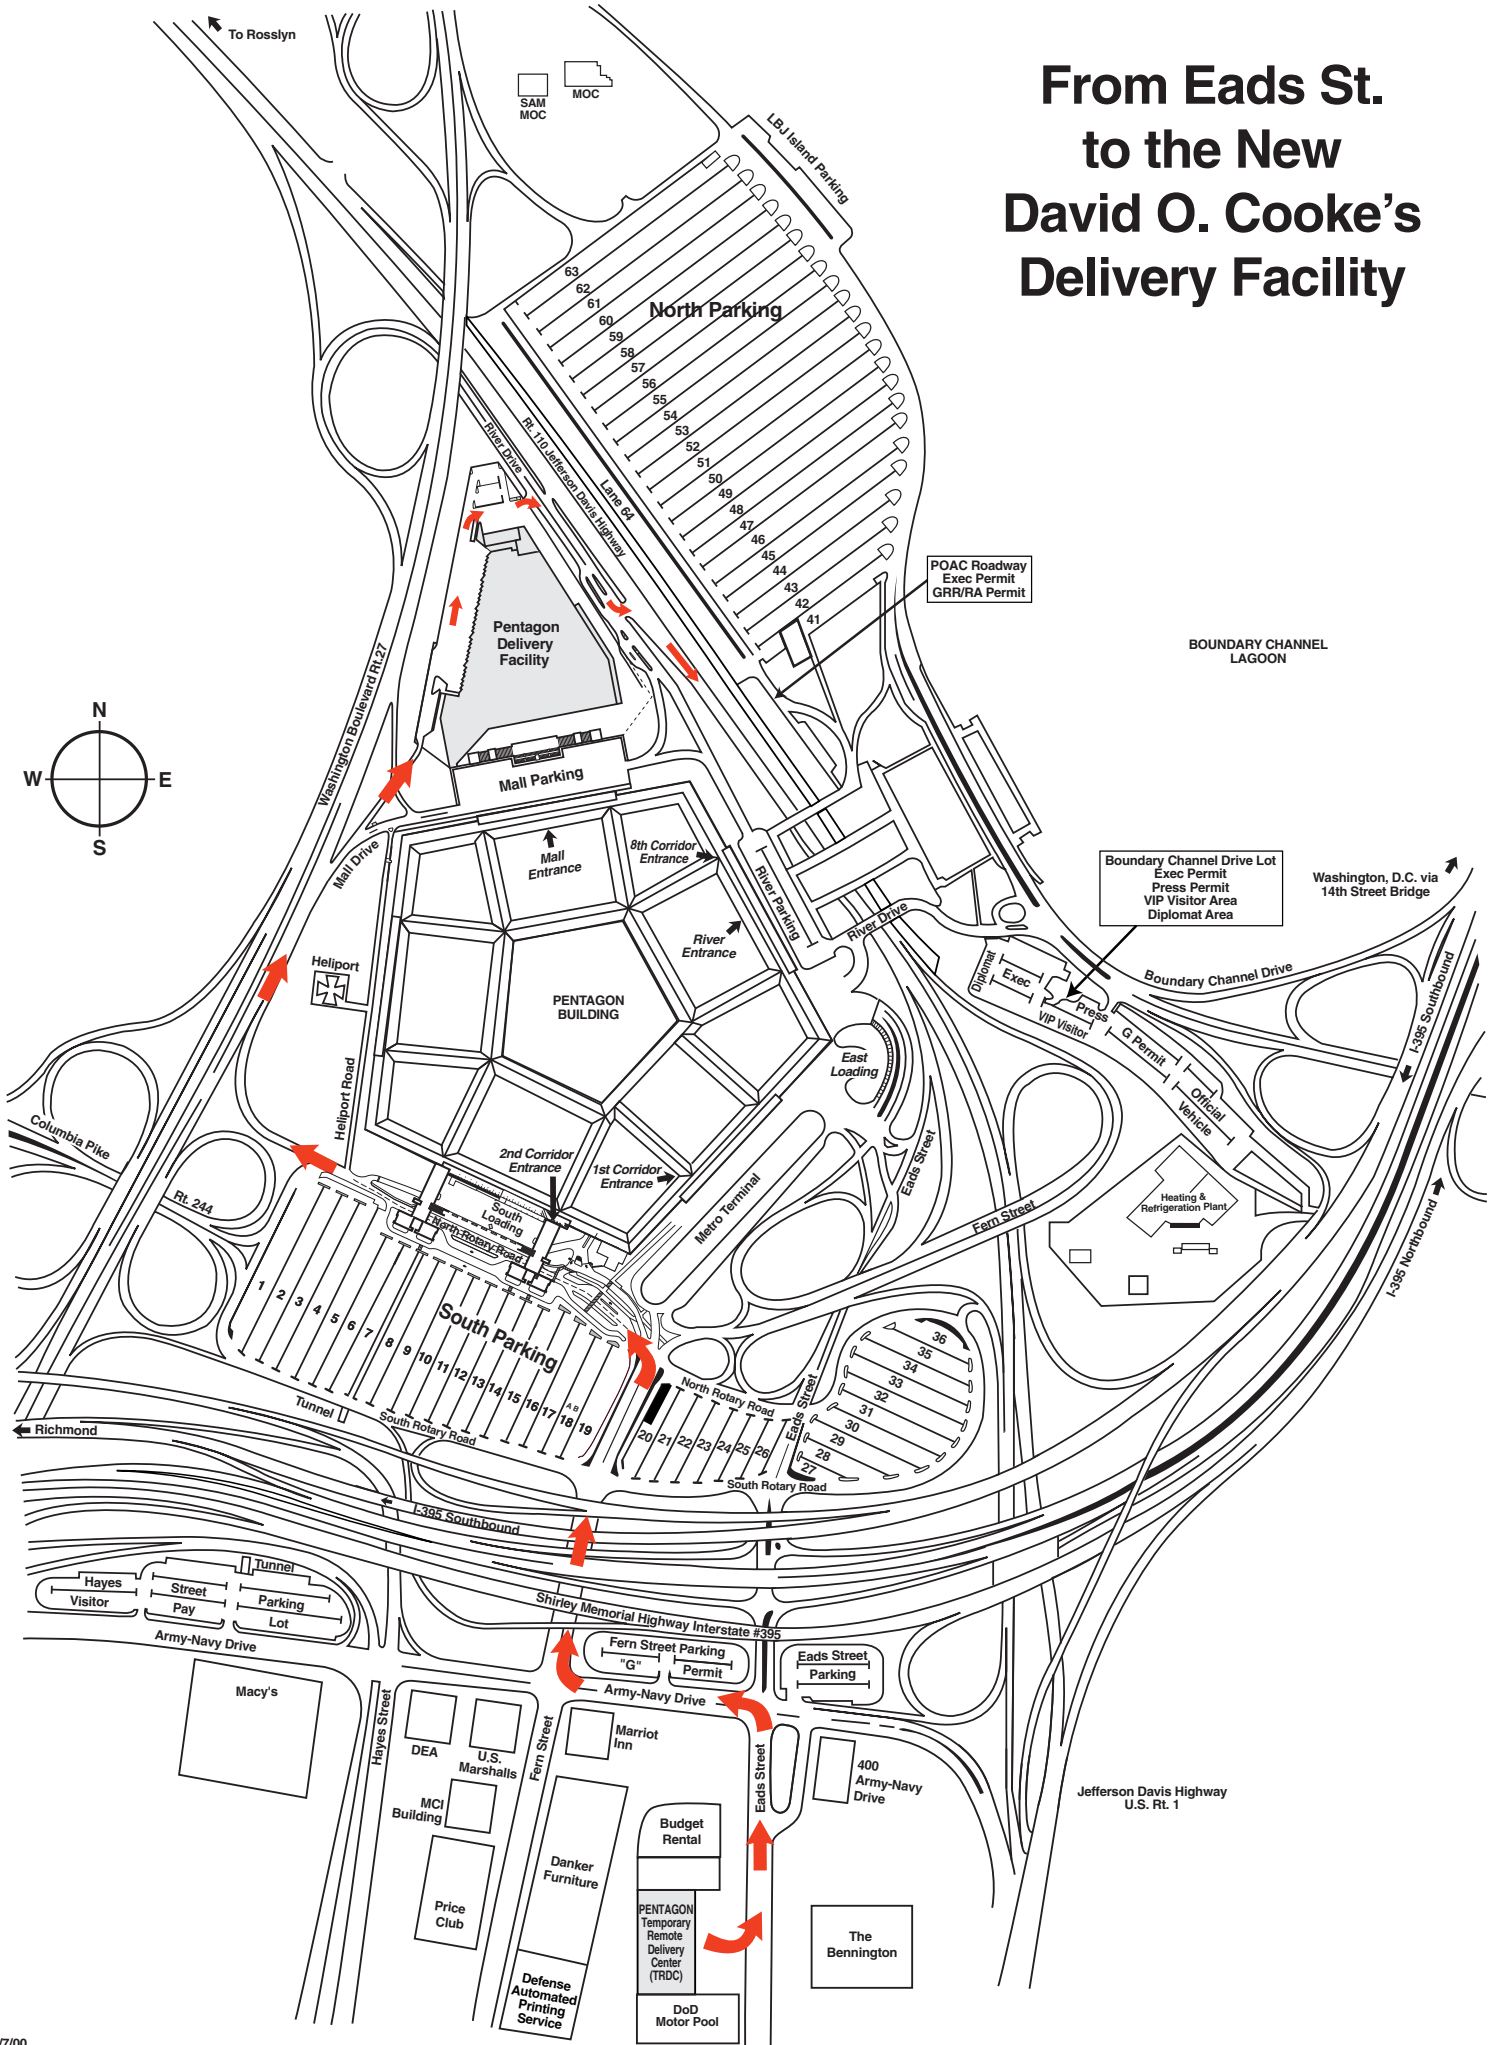 To Rosslyn
SAM
MOC
MOC
From Eads St.
to the New
David O. Cooke's
Delivery Facility
LBJ Island Parking
North Parking
63
62
61
60
59
58
57
56
55
54
53
52
51
50
49
48
47
46
45
44
43
42
41
River Drive
Rt. 110 Jefferson Davis Highway
Lane 64
POAC Roadway
Exec Permit
GRR/RA Permit
BOUNDARY CHANNEL
LAGOON
Pentagon
Delivery
Facility
Washington Boulevard Rt.27
N
W
E
S
Mall Parking
Mall Drive
Mall
Entrance
8th Corridor
Entrance
River Parking
River
Entrance
River Drive
Boundary Channel Drive Lot
Exec Permit
Press Permit
VIP Visitor Area
Diplomat Area
Washington, D.C. via
14th Street Bridge
Heliport
PENTAGON
BUILDING
Diplomat
Exec
Press
VIP Visitor
G Permit
Official
Vehicle
Boundary Channel Drive
I-395 Southbound
East
Loading
Heliport Road
Columbia Pike
Rt. 244
2nd Corridor
Entrance
1st Corridor
Entrance
Eads Street
Metro Terminal
Fern Street
Heating &
Refrigeration Plant
I-395 Northbound
South
Loading
North Rotary Road
South Parking
1
2
3
4
5
6
7
8
9
10
11
12
13
14
15
16
17
A B
18
19
20
21
22
23
24
25
26
27
28
29
30
31
32
33
34
35
36
North Rotary Road
Eads Street
Tunnel
South Rotary Road
South Rotary Road
Richmond
I-395 Southbound
Shirley Memorial Highway Interstate #395
Tunnel
Hayes
Visitor
Street
Pay
Parking
Lot
Army-Navy Drive
Fern Street Parking
"G"
Permit
Eads Street
Parking
Army-Navy Drive
Macy's
Hayes Street
DEA
U.S.
Marshalls
Fern Street
Marriot
Inn
MCI
Building
Eads Street
400
Army-Navy
Drive
Jefferson Davis Highway
U.S. Rt. 1
Budget
Rental
Danker
Furniture
Price
Club
PENTAGON
Temporary
Remote
Delivery
Center
(TRDC)
The
Bennington
Defense
Automated
Printing
Service
DoD
Motor Pool